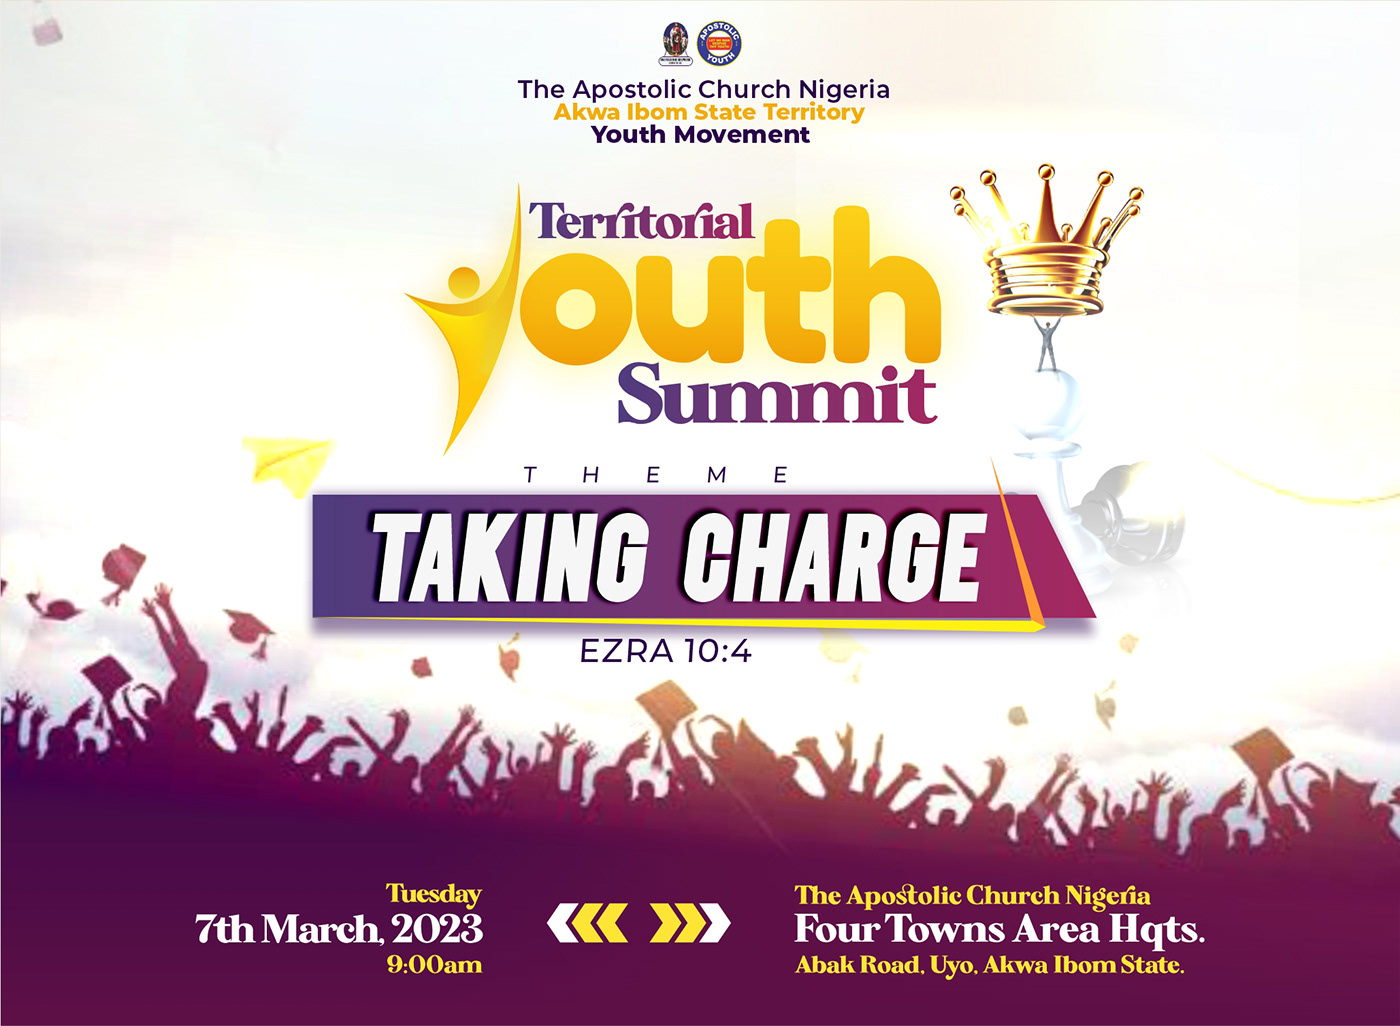 APOSTOLIC
YOUTH
The Apostolic Church Nigeria
Akwa Ibom State Territory
Youth Movement
Territorial
Youth
Summit
THEME
TAKING CHARGE
EZRA 10:4
Tuesday
7th March, 2023
9:00am
The Apostolic Church Nigeria
Four Towns Area Hqts.
Abak Road, Uyo, Akwa Ibom State.